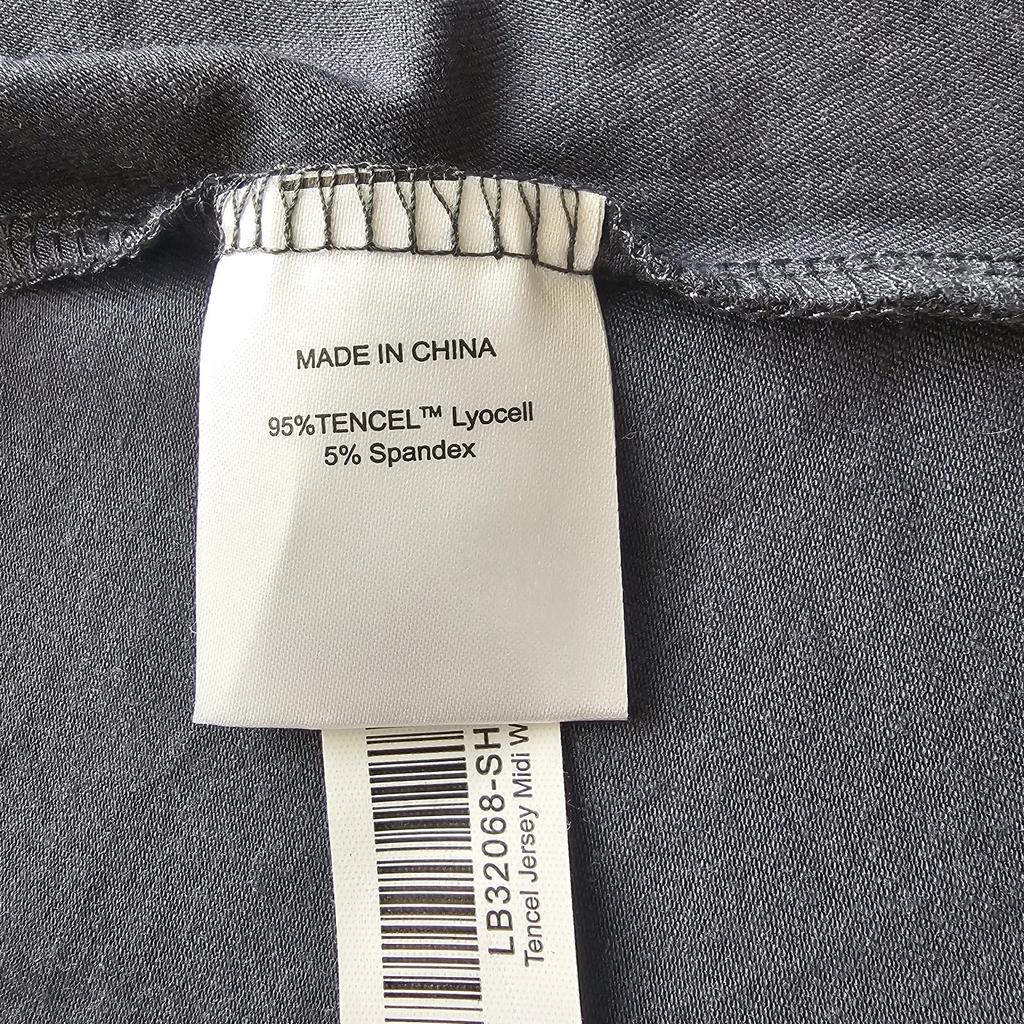 MADE IN CHINA
95%TENCEL™ Lyocell
5% Spandex
LB32068-SH
Tencel Jersey Midi W